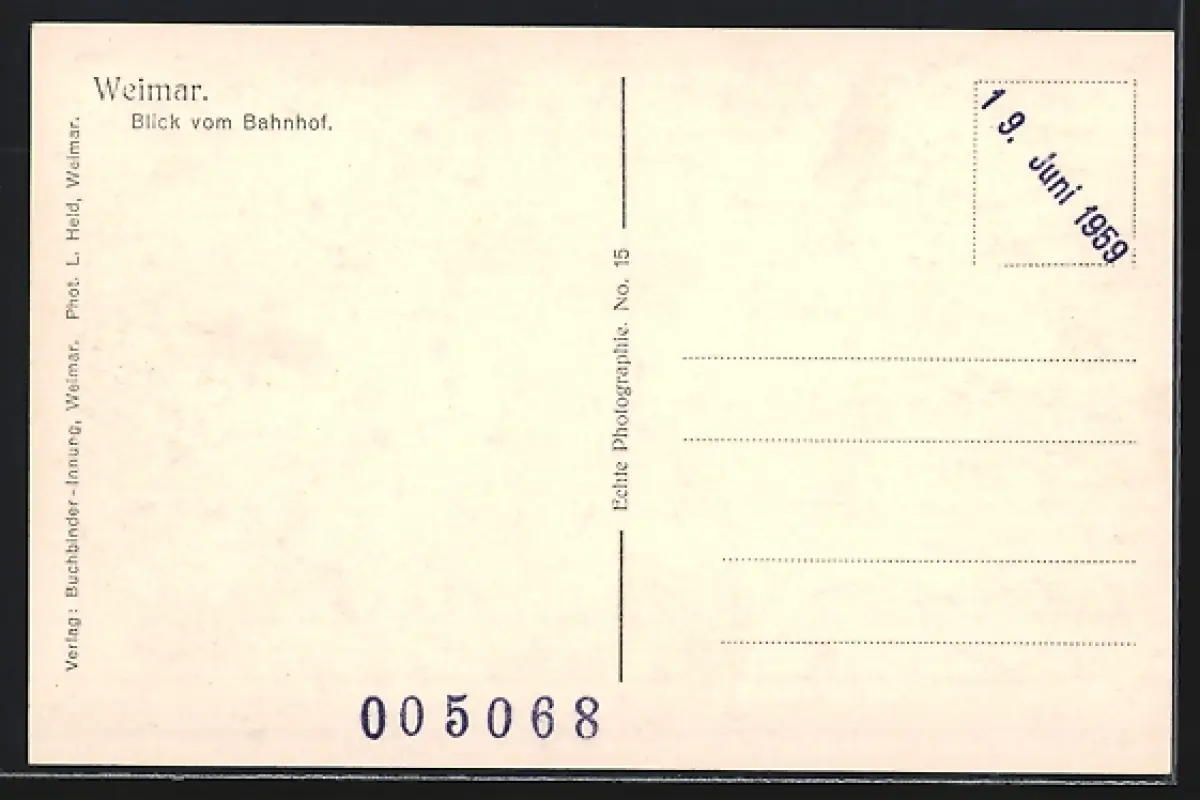 Weimar.
Blick vom Bahnhof.
Verlag: Buchbinder-Innung, Weimar. Phot. L. Held, Weimar.
Echte Photographie. No. 15
19. Juni 1959
005068